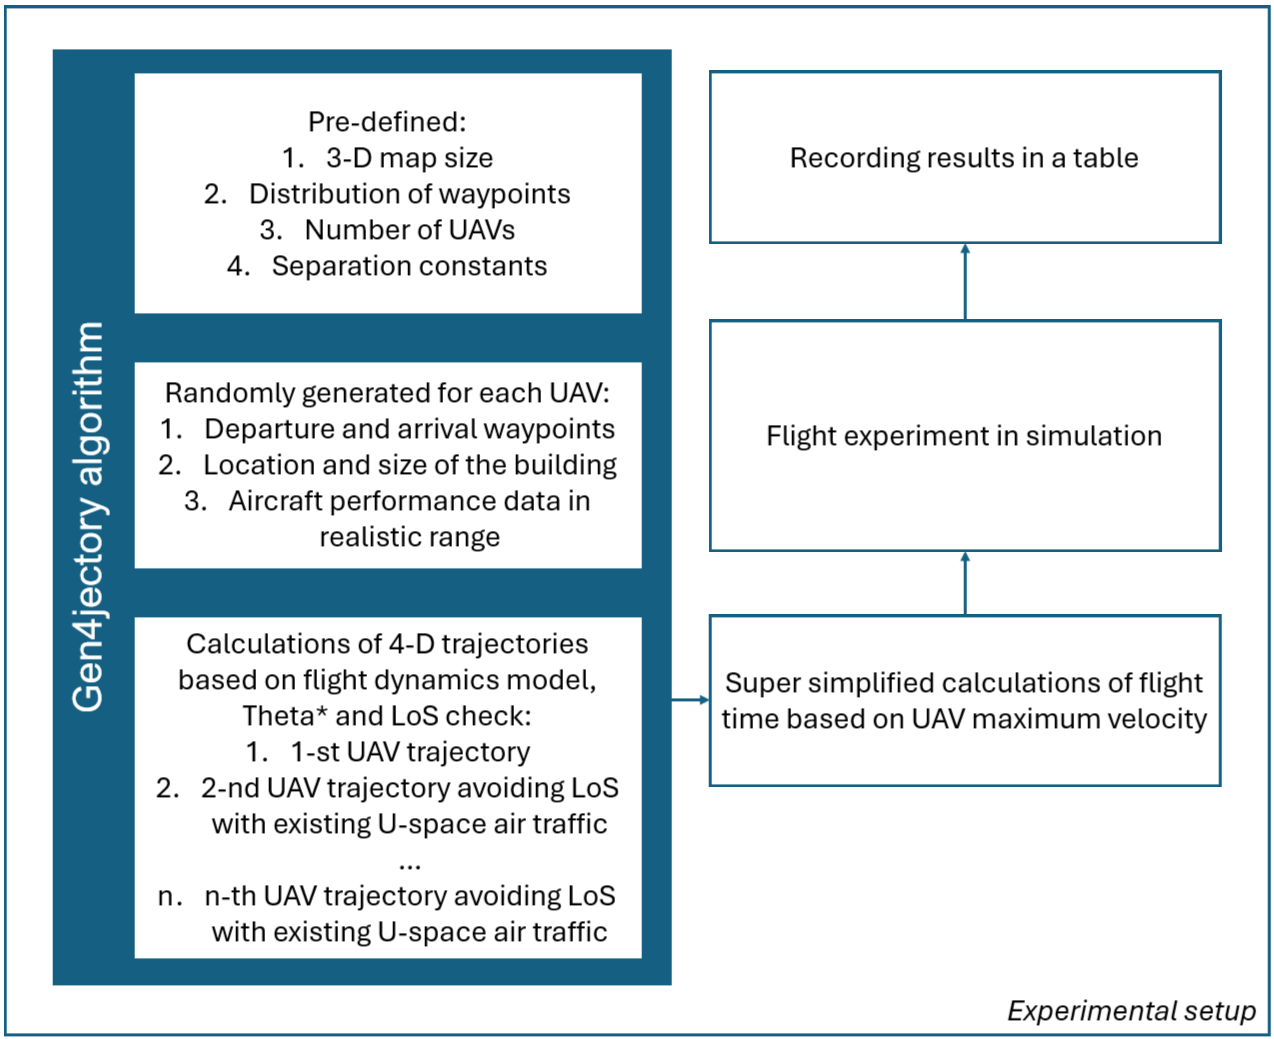 Gen4jectory algorithm
Pre-defined:
1. 3-D map size
2. Distribution of waypoints
3. Number of UAVs
4. Separation constants
Randomly generated for each UAV:
1. Departure and arrival waypoints
2. Location and size of the building
3. Aircraft performance data in
realistic range
Calculations of 4-D trajectories
based on flight dynamics model,
Theta* and LoS check:
1. 1-st UAV trajectory
2. 2-nd UAV trajectory avoiding LoS
with existing U-space air traffic
...
n. n-th UAV trajectory avoiding LoS
with existing U-space air traffic
Super simplified calculations of flight
time based on UAV maximum velocity
Flight experiment in simulation
Recording results in a table
Experimental setup